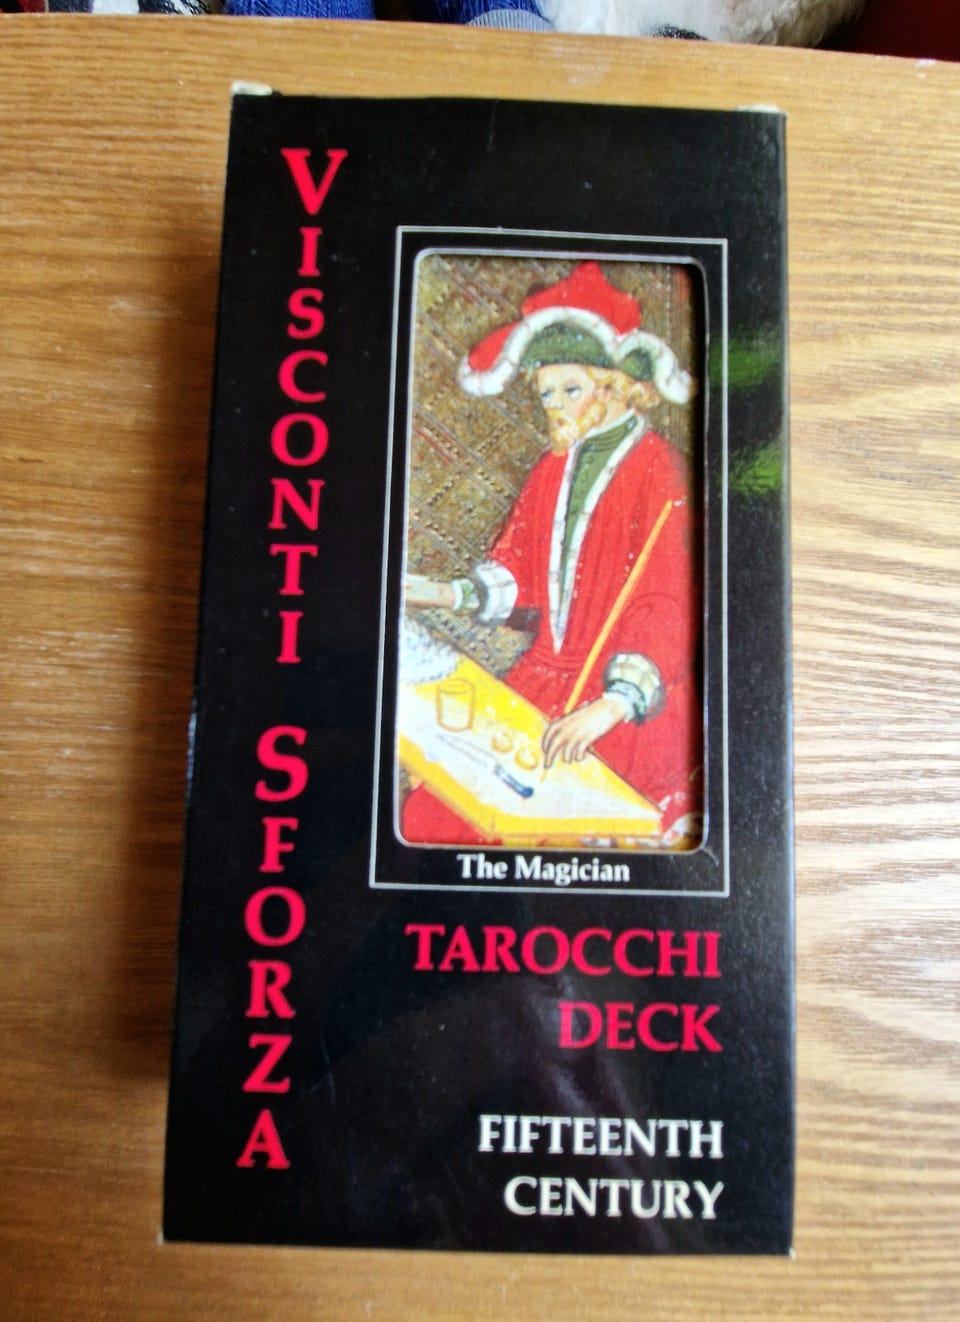 VISCONTI SFORZA
The Magician
TAROCCHI
DECK
FIFTEENTH
CENTURY